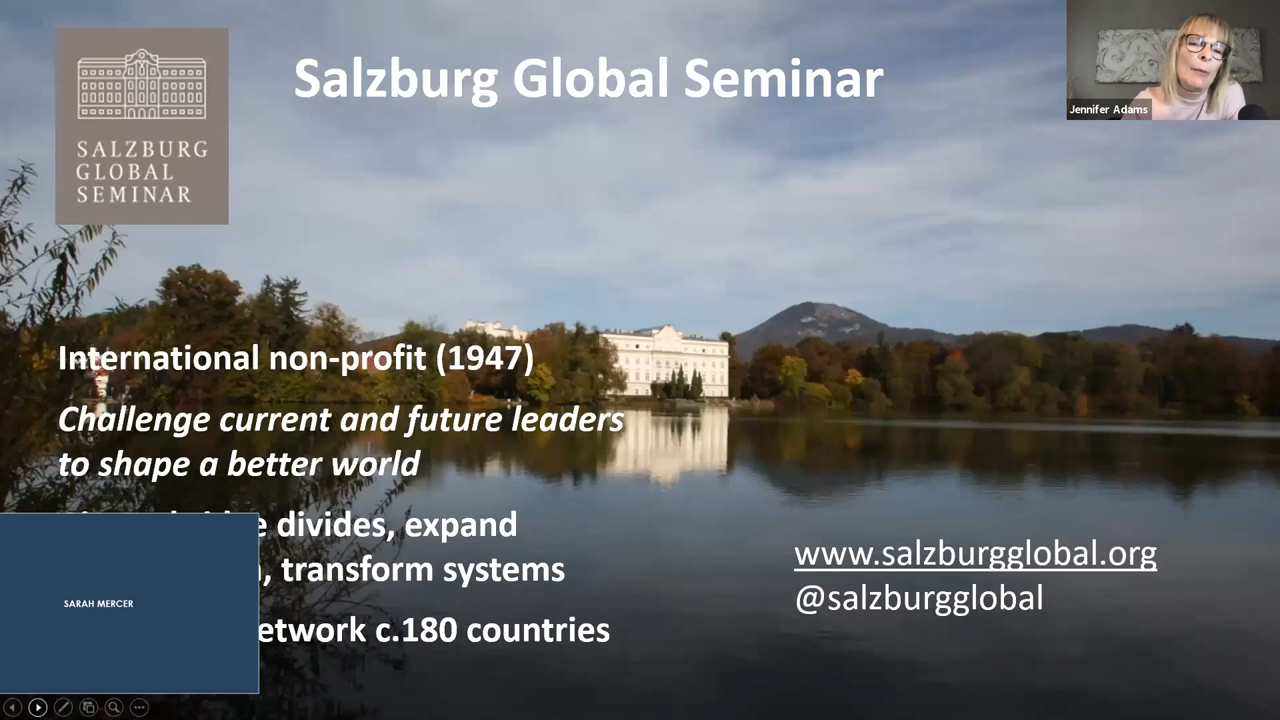 Salzburg Global Seminar
SALZBURG
GLOBAL
SEMINAR
Jennifer Adams
International non-profit (1947)
Challenge current and future leaders
to shape a better world
divides, expand
transform systems
c.180 countries
www.salzburgglobal.org
@salzburgglobal
SARAH MERCER